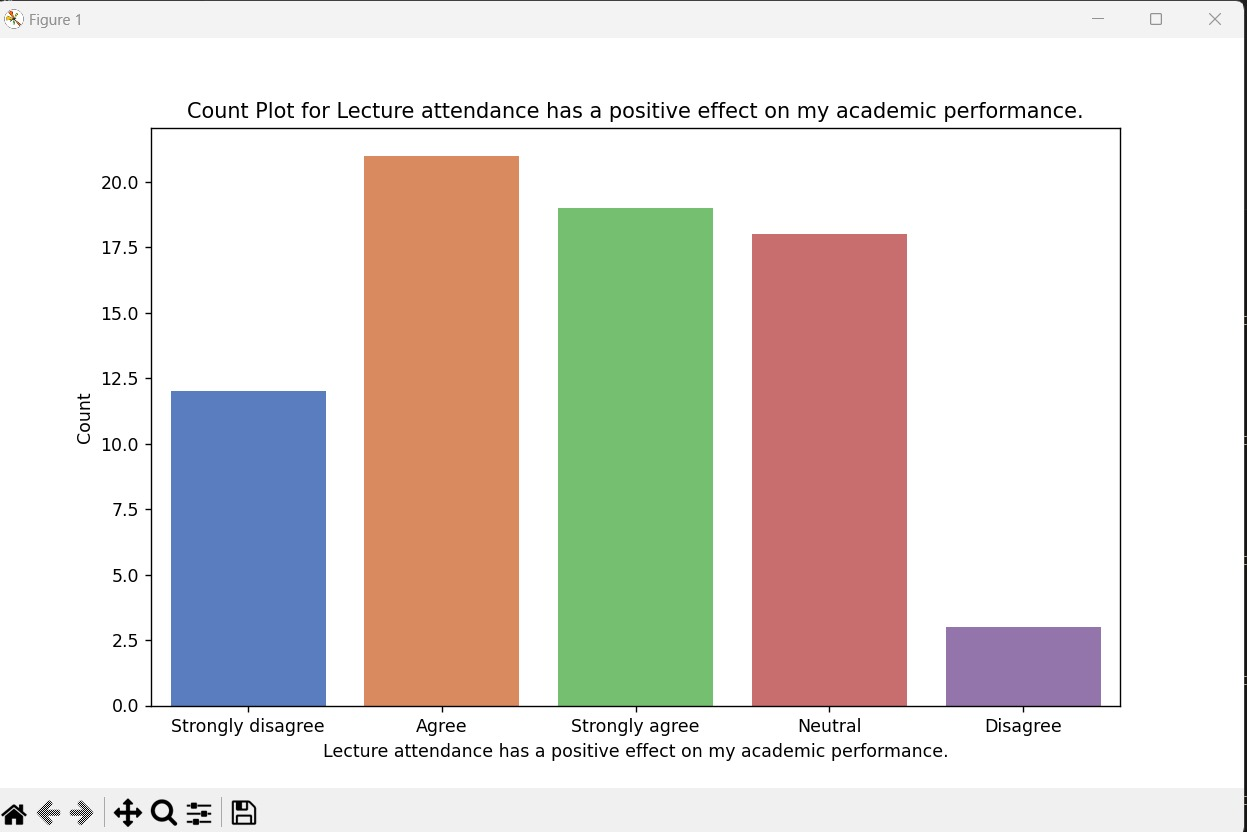 Figure 1
Count Plot for Lecture attendance has a positive effect on my academic performance.
20.0
17.5
15.0
12.5
10.0
7.5
5.0
2.5
0.0
Count
Strongly disagree Agree Strongly agree Neutral Disagree
Lecture attendance has a positive effect on my academic performance.